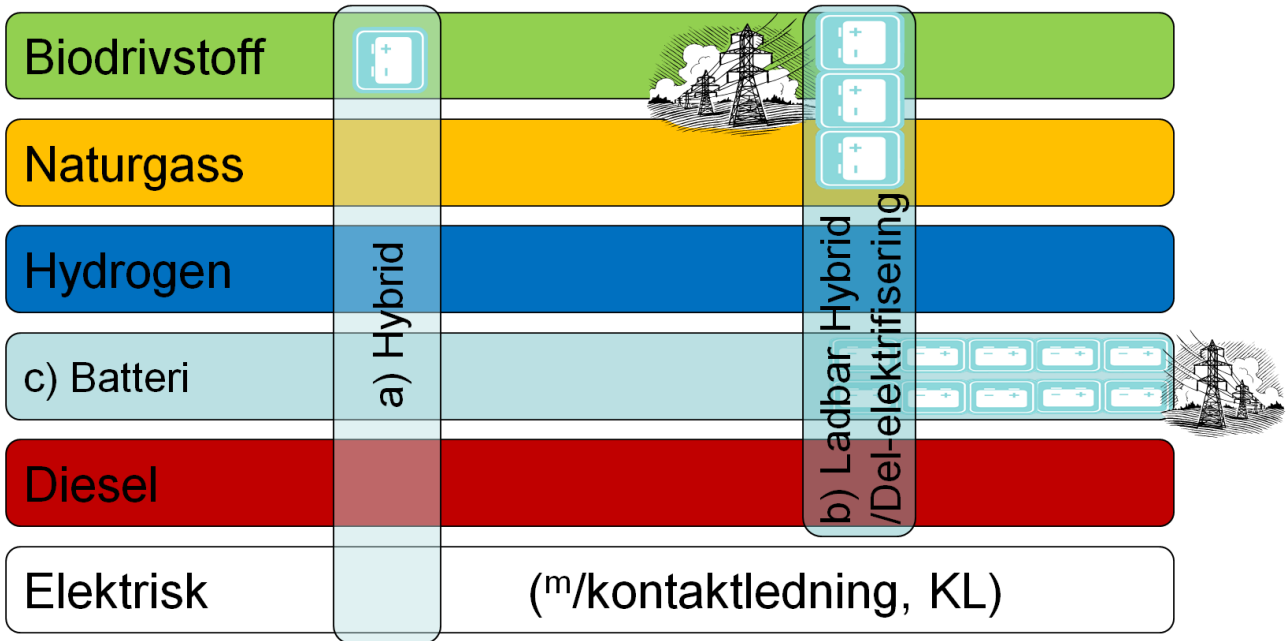 Biodrivstoff
Naturgass
Hydrogen
c) Batteri
Diesel
Elektrisk
(m/kontaktledning, KL)
a) Hybrid
b) Ladbar Hybrid
/Del-elektrifisering